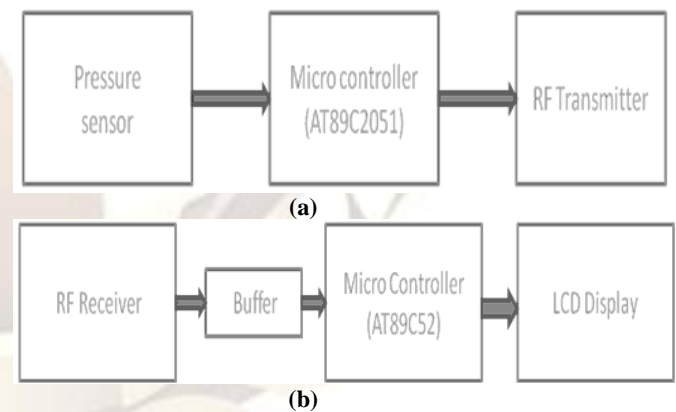 Pressure
sensor
Micro controller
(AT89C2051)
RF Transmitter
(a)
RF Receiver
Buffer
Micro Controller
(AT89C52)
LCD Display
(b)